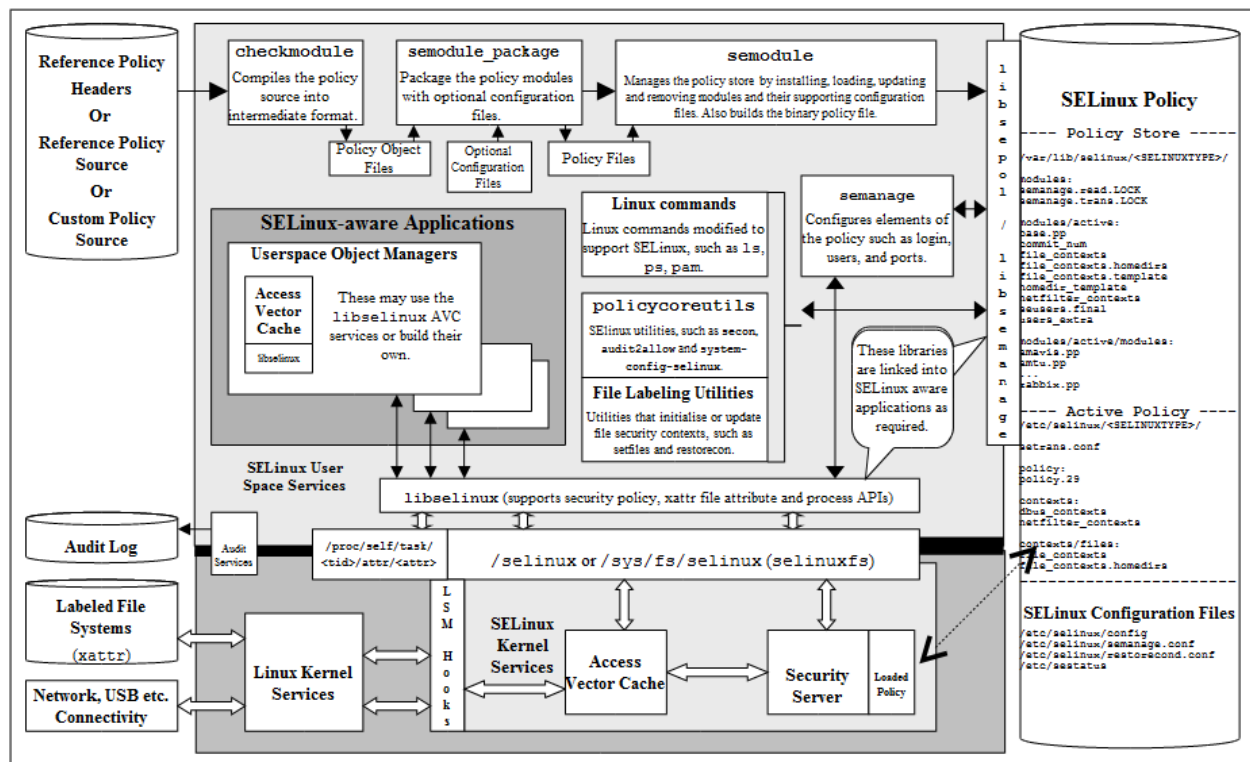 Reference Policy
Headers
Or
Reference Policy
Source
Or
Custom Policy
Source
checkmodule
Compiles the policy
source into
intermediate format.
semodule_package
Package the policy modules
with optional configuration
files.
semodule
Manages the policy store by installing, loading, updating
and removing modules and their supporting configuration
files. Also builds the binary policy file.
Policy Object
Files
Optional
Configuration
Files
Policy Files
libsepol / libsemanage
SELinux-aware Applications
Userspace Object Managers
Access
Vector
Cache
libselinux
These may use the
libselinux AVC
services or build their
own.
Linux commands
Linux commands modified to
support SELinux, such as ls,
ps, pam.
policycoreutils
SElinux utilities, such as secon,
audit2allow and system-
config-selinux.
File Labeling Utilities
Utilities that initialise or update
file security contexts, such as
setfiles and restorecon.
semanage
Configures elements of
the policy such as login,
users, and ports.
These libraries
are linked into
SELinux aware
applications as
required.
SELinux User
Space Services
libselinux (supports security policy, xattr file attribute and process APIs)
Audit Log
Audit
Services
/proc/self/task/
<tid>/attr/<attr>
/selinux or /sys/fs/selinux (selinuxfs)
Labeled File
Systems
(xattr)
Network, USB etc.
Connectivity
Linux Kernel
Services
LSM Hooks
SELinux
Kernel
Services
Access
Vector Cache
Security
Server
Loaded
Policy
SELinux Policy
---- Policy Store -----
/var/lib/selinux/<SELINUXTYPE>/
modules:
semanage.read.LOCK
semanage.trans.LOCK
/modules/active:
base.pp
commit_num
file_contexts
file_contexts.homedirs
file_contexts.template
homedir_template
netfilter_contexts
seusers.final
users_extra
modules/active/modules:
amavis.pp
amtu.pp
...
zabbix.pp
---- Active Policy -----
/etc/selinux/<SELINUXTYPE>/
setrans.conf
policy:
policy.29
contexts:
dbus_contexts
netfilter_contexts
contexts/files:
file_contexts
file_contexts.homedirs
SELinux Configuration Files
/etc/selinux/config
/etc/selinux/semanage.conf
/etc/selinux/restorecond.conf
/etc/sestatus